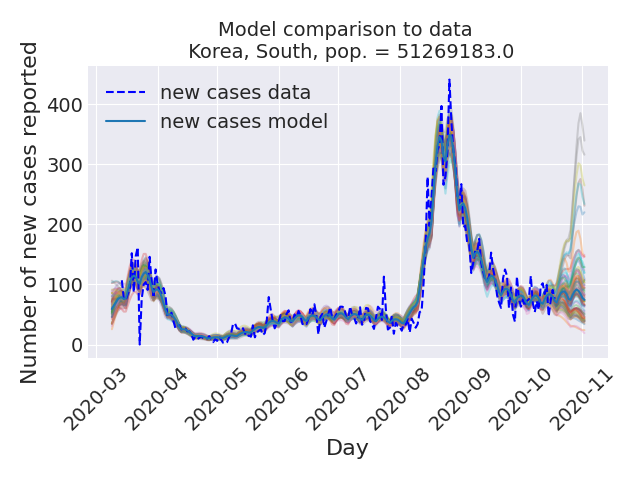 Model comparison to data
Korea, South, pop. = 51269183.0
Number of new cases reported
400
300
200
100
0
new cases data
new cases model
2020-03
2020-04
2020-05
2020-06
2020-07
2020-08
2020-09
2020-10
2020-11
Day